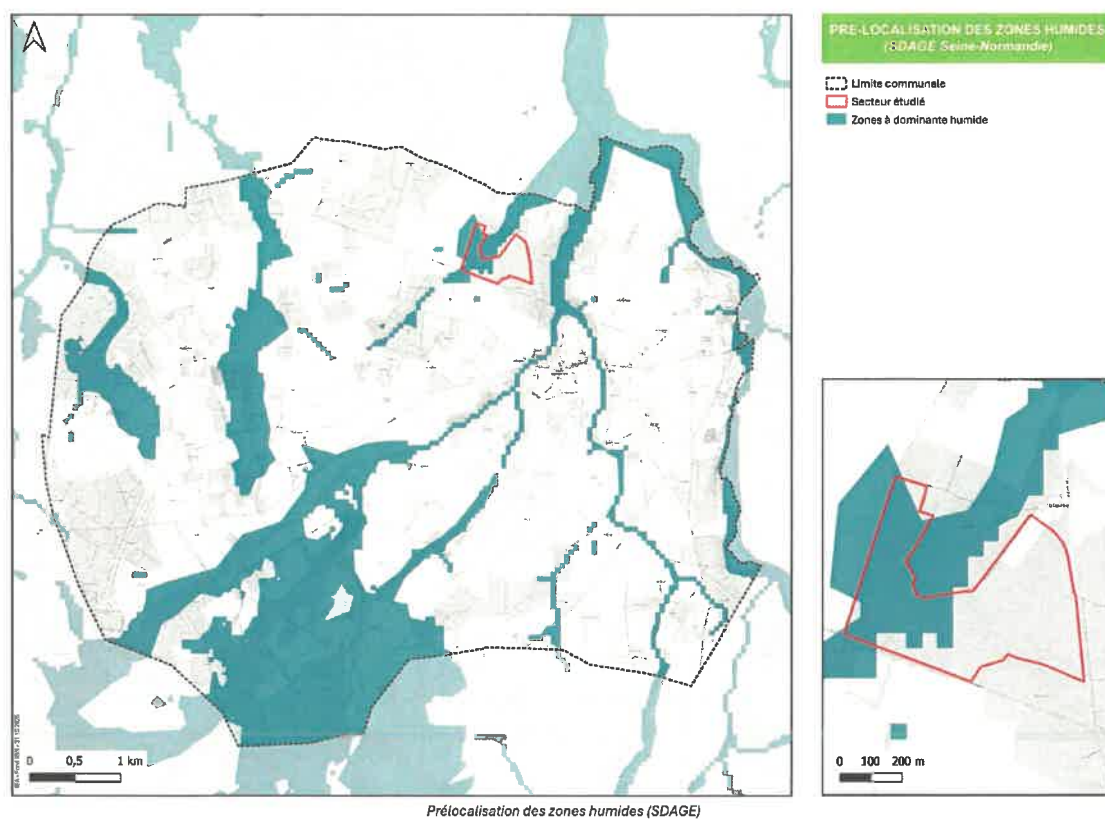 PRE-LOCALISATION DES ZONES HUMIDES
(SDAGE Seine-Normandie)
Limite communale
Secteur étudié
Zones à dominante humide
0 0,5 1 km
0 100 200 m
Prélocalisation des zones humides (SDAGE)